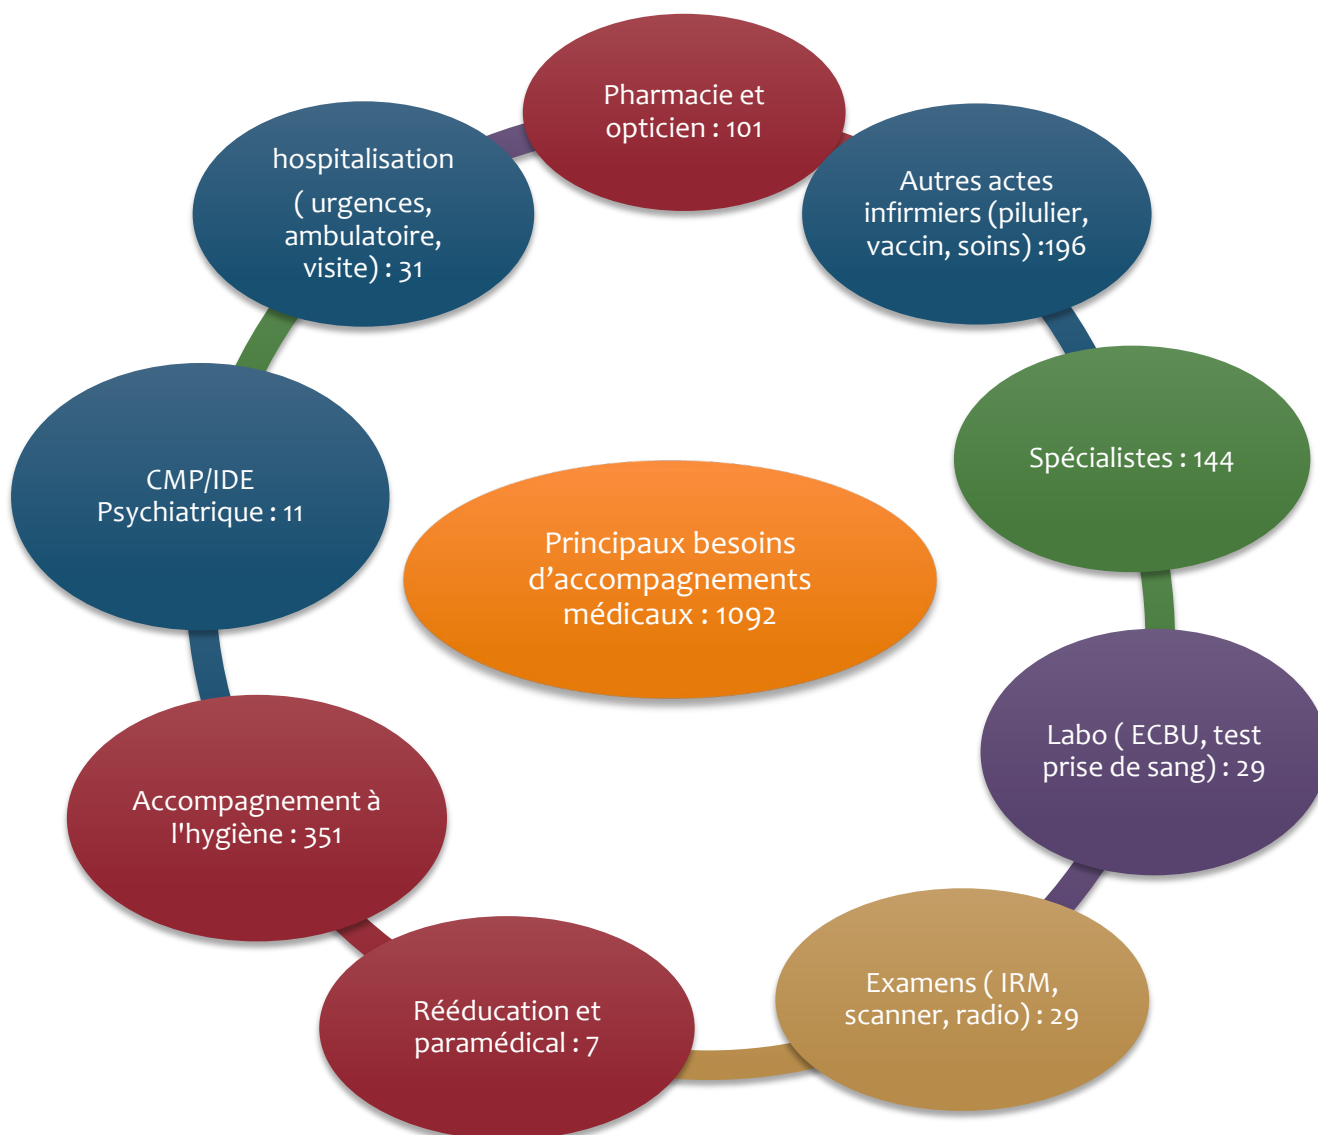 Pharmacie et
opticien : 101
Autres actes
infirmiers (pilulier,
vaccin, soins) :196
Spécialistes : 144
Labo ( ECBU, test
prise de sang) : 29
Examens ( IRM,
scanner, radio) : 29
Rééducation et
paramédical : 7
Accompagnement à
l'hygiène : 351
CMP/IDE
Psychiatrique : 11
hospitalisation
( urgences,
ambulatoire,
visite) : 31
Principaux besoins
d’accompagnements
médicaux : 1092